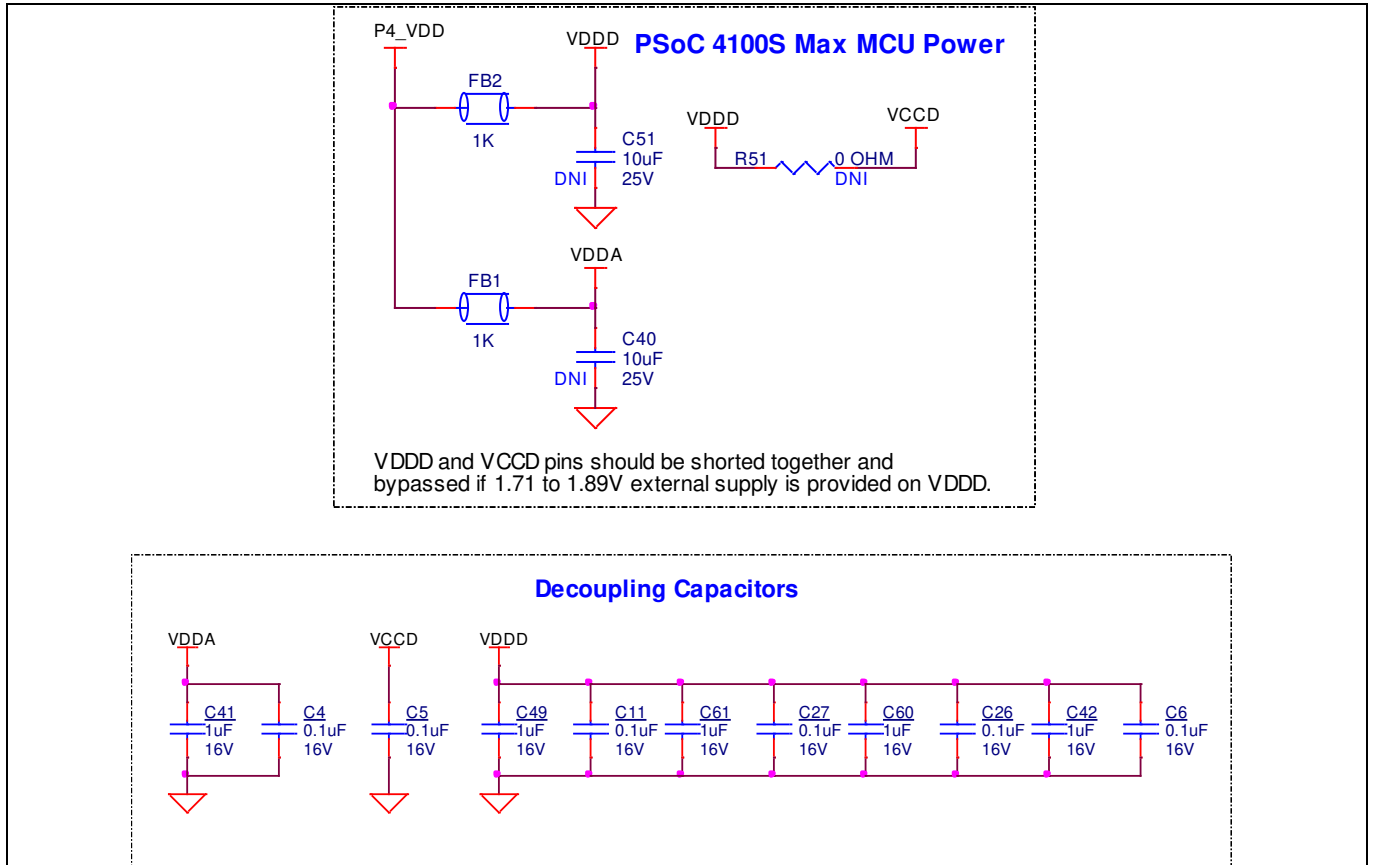 P4_VDD
VDDD
PSoC 4100S Max MCU Power
FB2
1K
C51
10uF
25V
DNI
VDDD
VCCD
R51
0 OHM
DNI
VDDA
FB1
1K
C40
10uF
25V
DNI
VDDD and VCCD pins should be shorted together and
bypassed if 1.71 to 1.89V external supply is provided on VDDD.
Decoupling Capacitors
VDDA
VCCD
VDDD
C41
1uF
16V
C4
0.1uF
16V
C5
0.1uF
16V
C49
1uF
16V
C11
0.1uF
16V
C61
1uF
16V
C27
0.1uF
16V
C60
1uF
16V
C26
0.1uF
16V
C42
1uF
16V
C6
0.1uF
16V